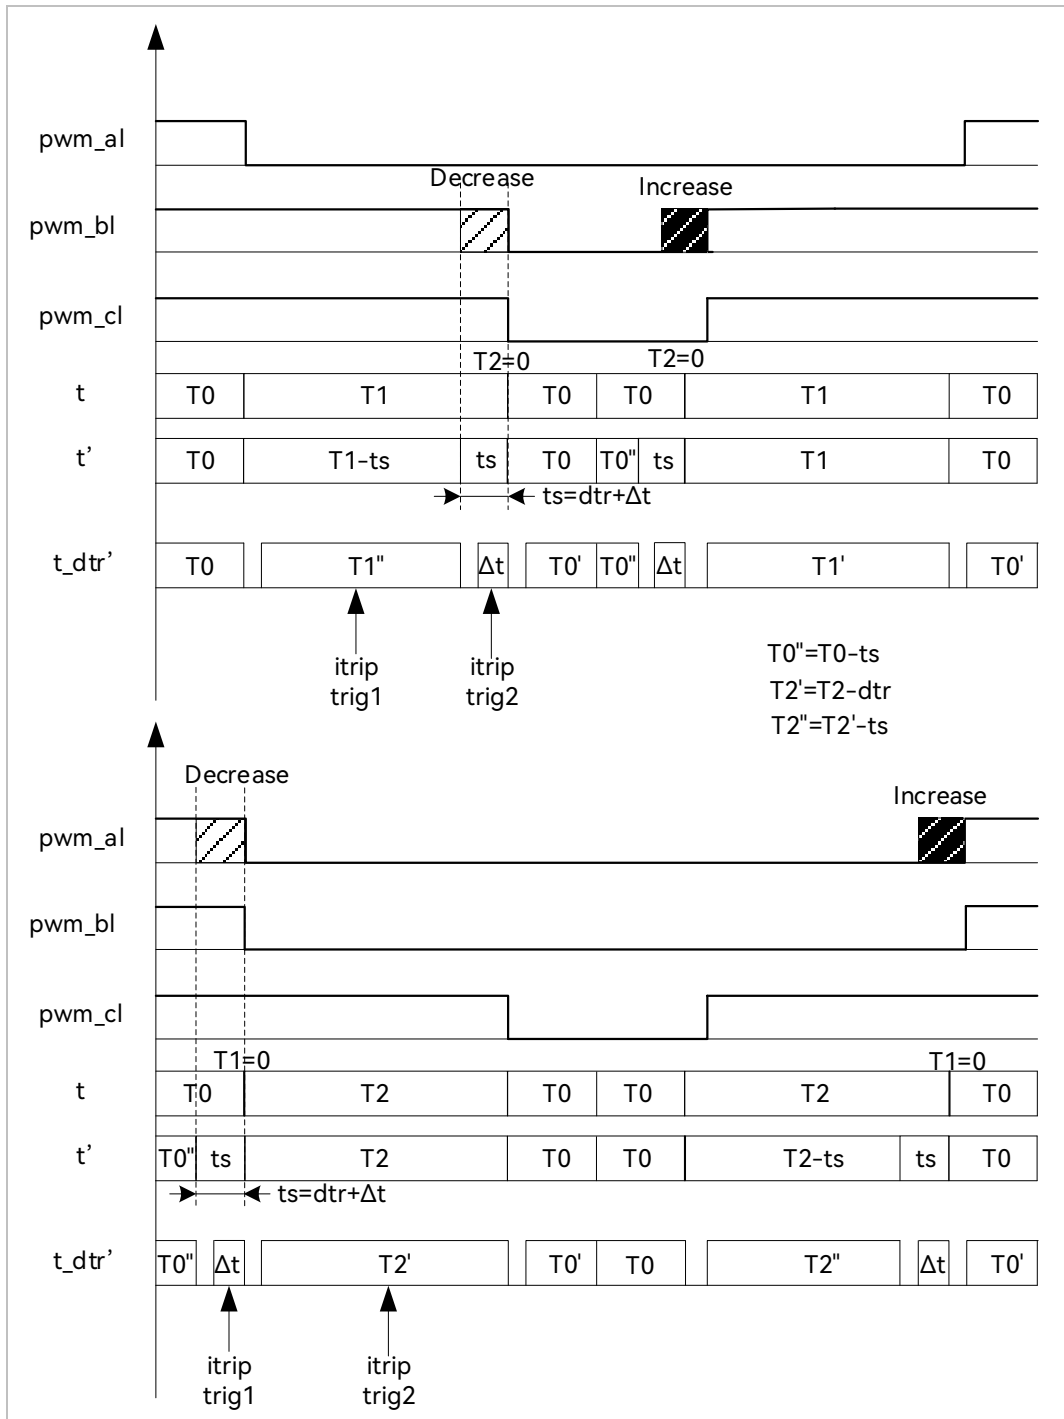 pwm_al
Decrease
Increase
pwm_bl
pwm_cl
T2=0
T2=0
t
T0
T1
T0
T0
T1
T0
t’
T0
T1-ts
ts
T0
T0"
ts
T1
T0
ts=dtr+Δt
t_dtr’
T0
T1"
Δt
T0'
T0"
Δt
T1'
T0'
itrip
trig1
itrip
trig2
T0"=T0-ts
T2'=T2-dtr
T2"=T2'-ts
Decrease
Increase
pwm_al
pwm_bl
pwm_cl
T1=0
T1=0
t
T0
T2
T0
T0
T2
T0
t’
T0"
ts
T2
T0
T0
T2-ts
ts
T0
ts=dtr+Δt
t_dtr’
T0"
Δt
T2'
T0'
T0
T2"
Δt
T0'
itrip
trig1
itrip
trig2